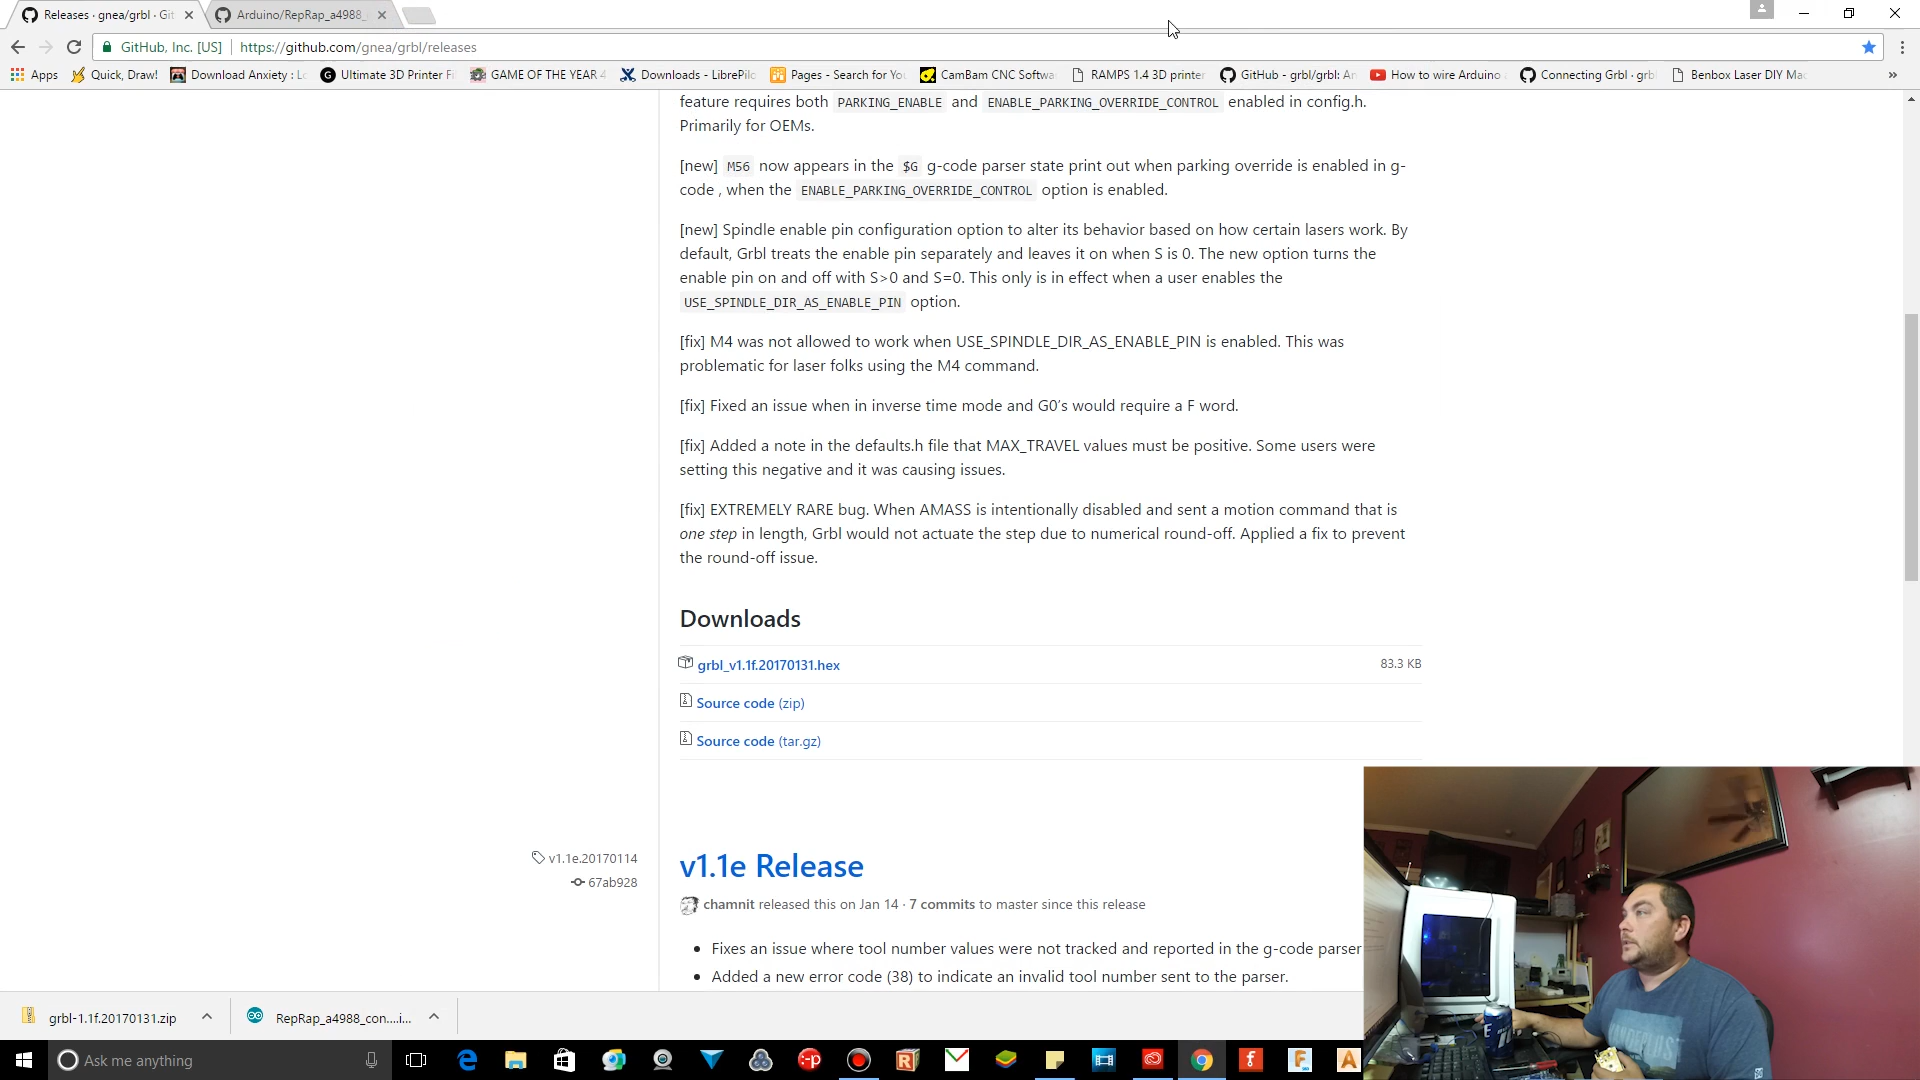 Releases · gnea/grbl · Git
Arduino/RepRap_a4988_
GitHub, Inc. [US]
https://github.com/gnea/grbl/releases
Apps
Quick, Draw!
Download Anxiety : Lo
Ultimate 3D Printer Fi
GAME OF THE YEAR 4
Downloads - LibrePilo
Pages - Search for You
CamBam CNC Softwa
RAMPS 1.4 3D printer
GitHub - grbl/grbl: An
How to wire Arduino
Connecting Grbl · grb
Benbox Laser DIY Mac
»
feature requires both PARKING_ENABLE and ENABLE_PARKING_OVERRIDE_CONTROL enabled in config.h.
Primarily for OEMs.
[new] M56 now appears in the $G g-code parser state print out when parking override is enabled in g-
code , when the ENABLE_PARKING_OVERRIDE_CONTROL option is enabled.
[new] Spindle enable pin configuration option to alter its behavior based on how certain lasers work. By
default, Grbl treats the enable pin separately and leaves it on when S is 0. The new option turns the
enable pin on and off with S>0 and S=0. This only is in effect when a user enables the
USE_SPINDLE_DIR_AS_ENABLE_PIN option.
[fix] M4 was not allowed to work when USE_SPINDLE_DIR_AS_ENABLE_PIN is enabled. This was
problematic for laser folks using the M4 command.
[fix] Fixed an issue when in inverse time mode and G0's would require a F word.
[fix] Added a note in the defaults.h file that MAX_TRAVEL values must be positive. Some users were
setting this negative and it was causing issues.
[fix] EXTREMELY RARE bug. When AMASS is intentionally disabled and sent a motion command that is
one step in length, Grbl would not actuate the step due to numerical round-off. Applied a fix to prevent
the round-off issue.
Downloads
grbl_v1.1f.20170131.hex 83.3 KB
Source code (zip)
Source code (tar.gz)
v1.1e.20170114
67ab928
v1.1e Release
chamnit released this on Jan 14 · 7 commits to master since this release
• Fixes an issue where tool number values were not tracked and reported in the g-code parser
• Added a new error code (38) to indicate an invalid tool number sent to the parser.
grbl-1.1f.20170131.zip
RepRap_a4988_con....i...
Ask me anything